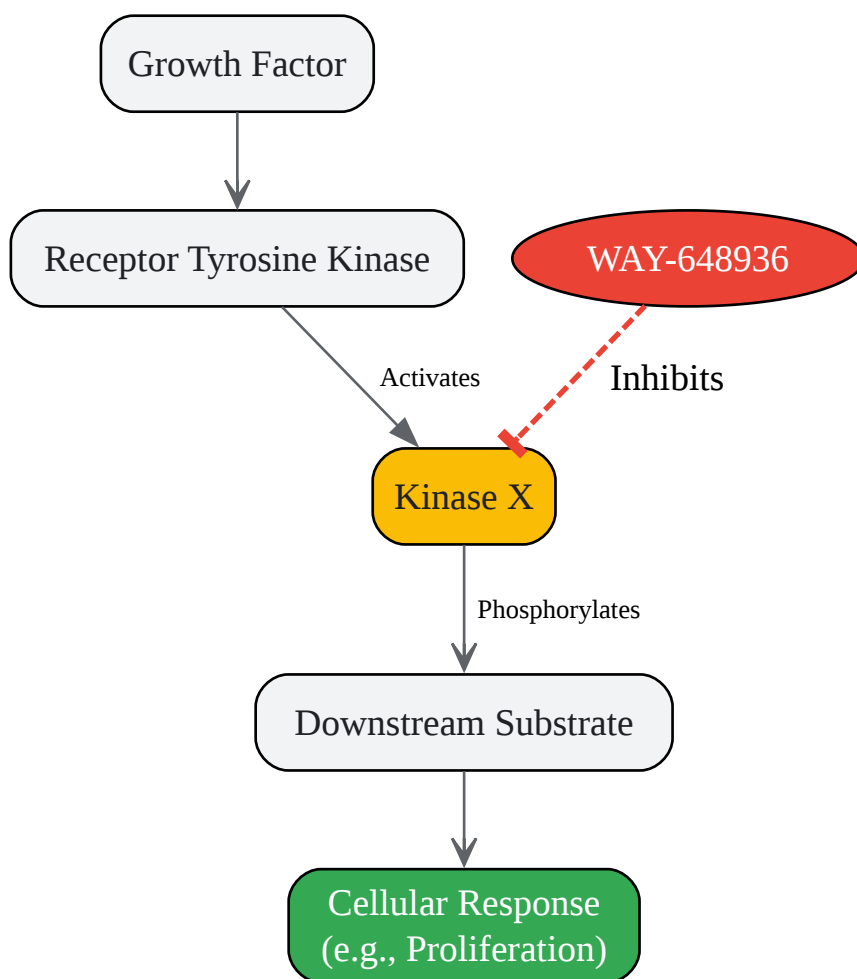 Growth Factor
Receptor Tyrosine Kinase
WAY-648936
Activates
Inhibits
Kinase X
Phosphorylates
Downstream Substrate
Cellular Response
(e.g., Proliferation)